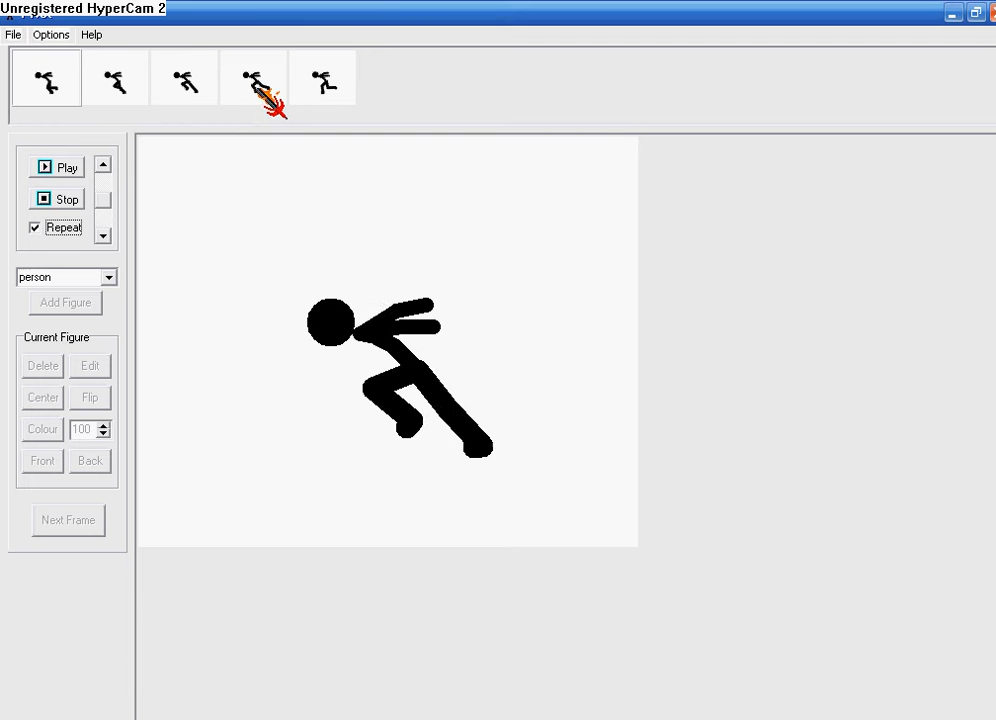 Unregistered HyperCam 2
File Options Help
Play
Stop
Repeat
person
Add Figure
Current Figure
Delete Edit
Center Flip
Colour 100
Front Back
Next Frame